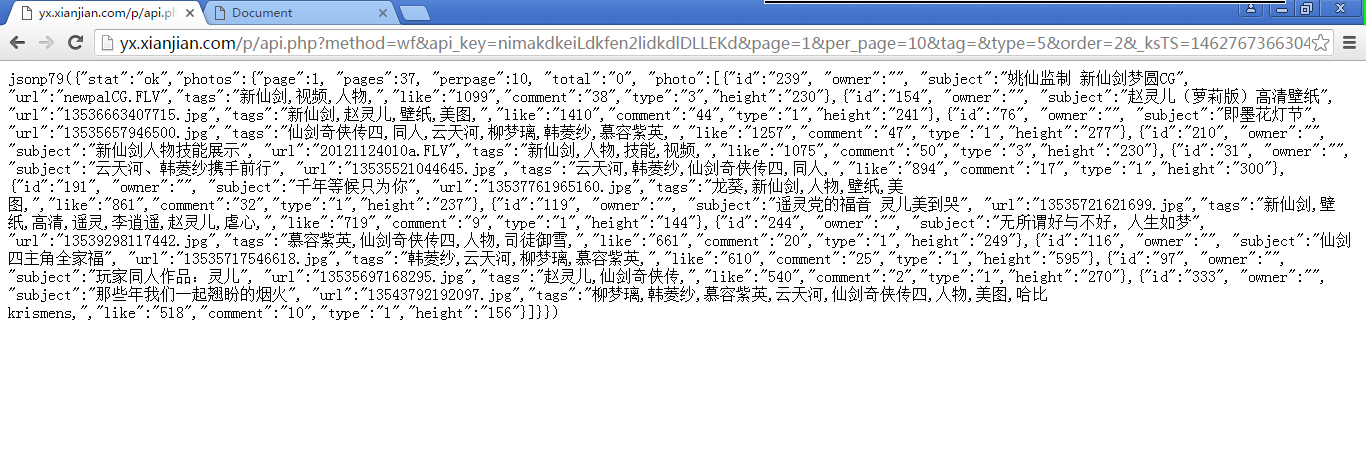 yx.xianjian.com/p/api.ph
Document
yx.xianjian.com/p/api.php?method=wf&api_key=nimakdkeiLdkfen2lidkdlDLLEKd&page=1&per_page=10&tag=&type=5&order=2&_ksTS=1462767366304
jsonp79({"stat":"ok","photos":{"page":1, "pages":37, "perpage":10, "total":"0", "photo":[{"id":"239", "owner":"", "subject":"姚仙监制 新仙剑梦圆CG",
"url":"newpalCG.FLV","tags":"新仙剑,视频,人物,","like":"1099","comment":"38","type":"3","height":"230"},{"id":"154", "owner":"", "subject":"赵灵儿（萝莉版）高清壁纸",
"url":"13536663407715.jpg","tags":"新仙剑,赵灵儿,壁纸,美图,","like":"1410","comment":"44","type":"1","height":"241"},{"id":"76", "owner":"", "subject":"即墨花灯节",
"url":"13535657946500.jpg","tags":"仙剑奇侠传四,同人,云天河,柳梦璃,韩菱纱,慕容紫英,","like":"1257","comment":"47","type":"1","height":"277"},{"id":"210", "owner":"",
"subject":"新仙剑人物技能展示", "url":"20121124010a.FLV","tags":"新仙剑,人物,技能,视频,","like":"1075","comment":"50","type":"3","height":"230"},{"id":"31", "owner":"",
"subject":"云天河、韩菱纱携手前行", "url":"13535521044645.jpg","tags":"云天河,韩菱纱,仙剑奇侠传四,同人,","like":"894","comment":"17","type":"1","height":"300"},
{"id":"191", "owner":"", "subject":"千年等候只为你", "url":"13537761965160.jpg","tags":"龙葵,新仙剑,人物,壁纸,美
图,","like":"861","comment":"32","type":"1","height":"237"},{"id":"119", "owner":"", "subject":"遥灵党的福音 灵儿美到哭", "url":"13535721621699.jpg","tags":"新仙剑,壁
纸,高清,遥灵,李逍遥,赵灵儿,虐心,","like":"719","comment":"9","type":"1","height":"144"},{"id":"244", "owner":"", "subject":"无所谓好与不好，人生如梦",
"url":"13539298117442.jpg","tags":"慕容紫英,仙剑奇侠传四,人物,司徒御雪,","like":"661","comment":"20","type":"1","height":"249"},{"id":"116", "owner":"", "subject":"仙剑
四主角全家福", "url":"13535717546618.jpg","tags":"韩菱纱,云天河,柳梦璃,慕容紫英,","like":"610","comment":"25","type":"1","height":"595"},{"id":"97", "owner":"",
"subject":"玩家同人作品：灵儿", "url":"13535697168295.jpg","tags":"赵灵儿,仙剑奇侠传,","like":"540","comment":"2","type":"1","height":"270"},{"id":"333", "owner":"",
"subject":"那些年我们一起翘盼的烟火", "url":"13543792192097.jpg","tags":"柳梦璃,韩菱纱,慕容紫英,云天河,仙剑奇侠传四,人物,美图,哈比
krismens,","like":"518","comment":"10","type":"1","height":"156"}]}})